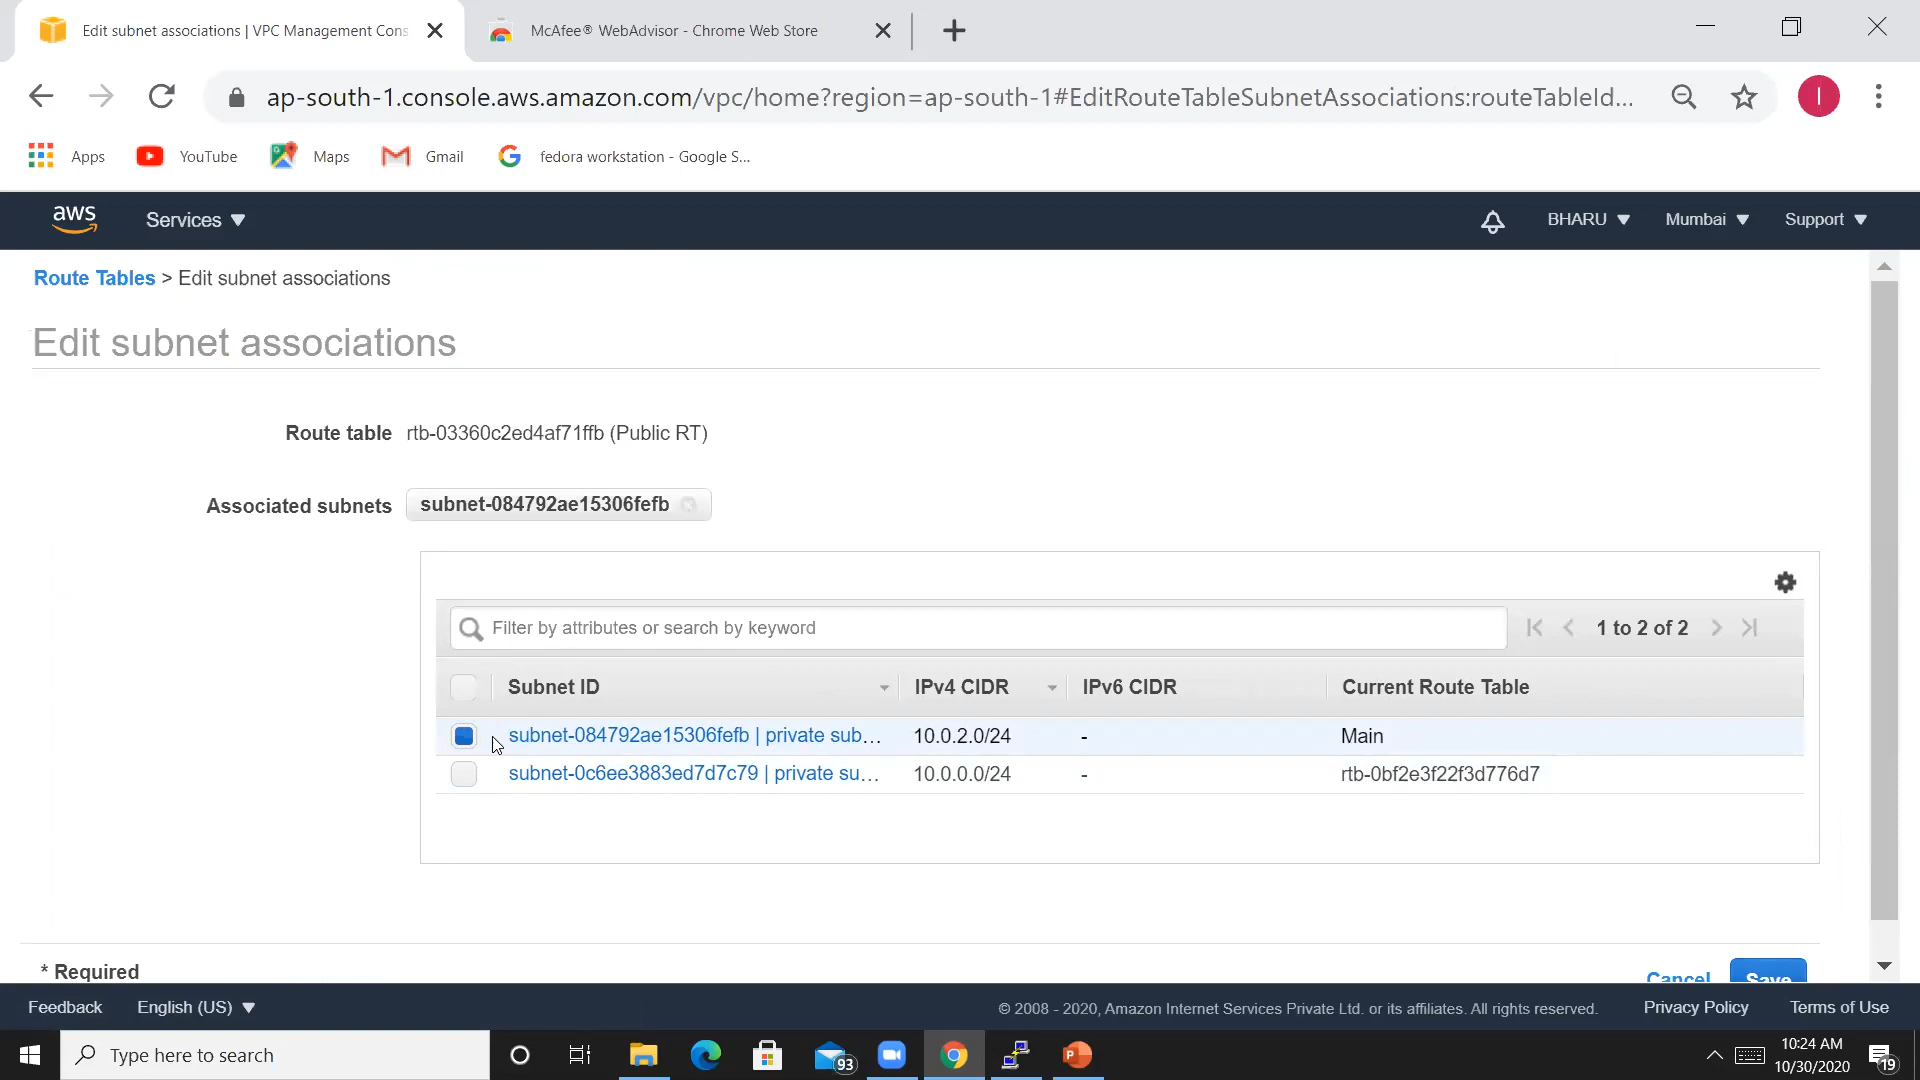 Edit subnet associations | VPC Management Cons
McAfee® WebAdvisor - Chrome Web Store
ap-south-1.console.aws.amazon.com/vpc/home?region=ap-south-1#EditRouteTableSubnetAssociations:routeTableId...
I
Apps
YouTube
Maps
Gmail
fedora workstation - Google S...
aws
Services
BHARU
Mumbai
Support
Route Tables > Edit subnet associations
Edit subnet associations
Route table rtb-03360c2ed4af71ffb (Public RT)
Associated subnets subnet-084792ae15306fefb
Filter by attributes or search by keyword
1 to 2 of 2
Subnet ID IPv4 CIDR IPv6 CIDR Current Route Table
subnet-084792ae15306fefb | private sub... 10.0.2.0/24 - Main
subnet-0c6ee3883ed7d7c79 | private su... 10.0.0.0/24 - rtb-0bf2e3f22f3d776d7
* Required
Cancel Save
Feedback English (US)
© 2008 - 2020, Amazon Internet Services Private Ltd. or its affiliates. All rights reserved. Privacy Policy Terms of Use
Type here to search
93
10:24 AM
10/30/2020
19